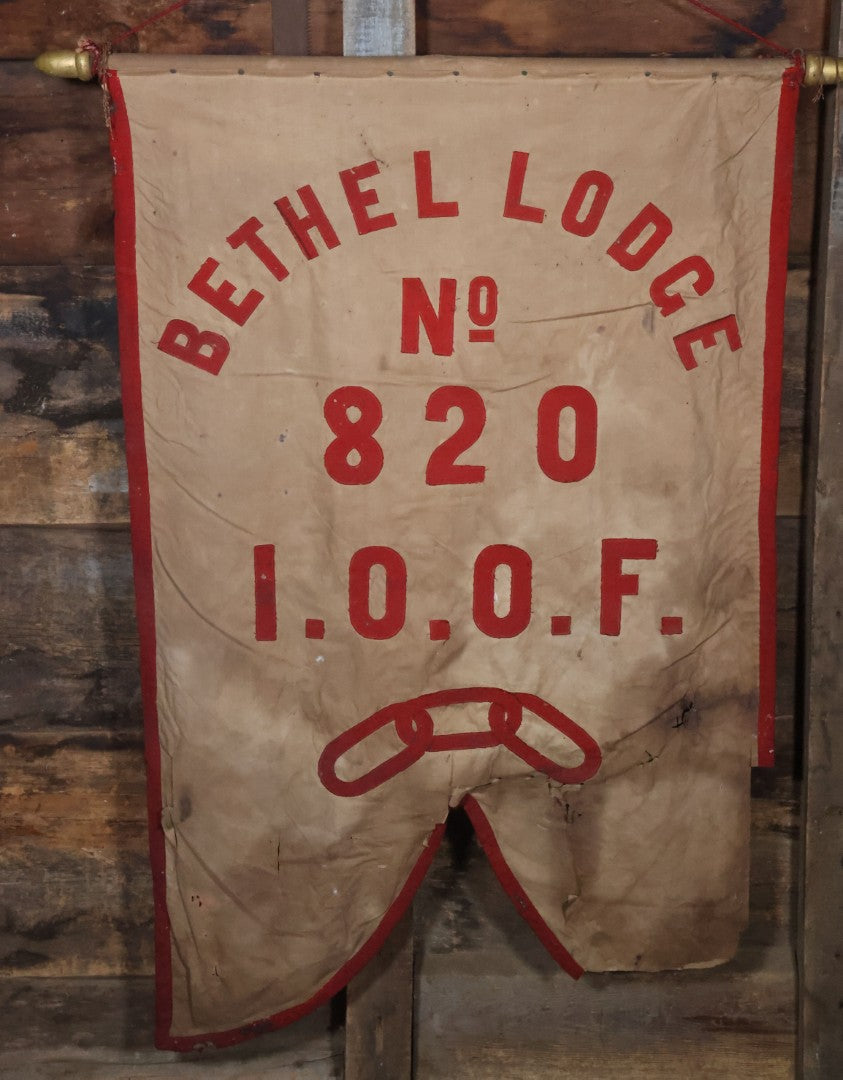 BETHEL LODGE
Nº
820
I.O.O.F.